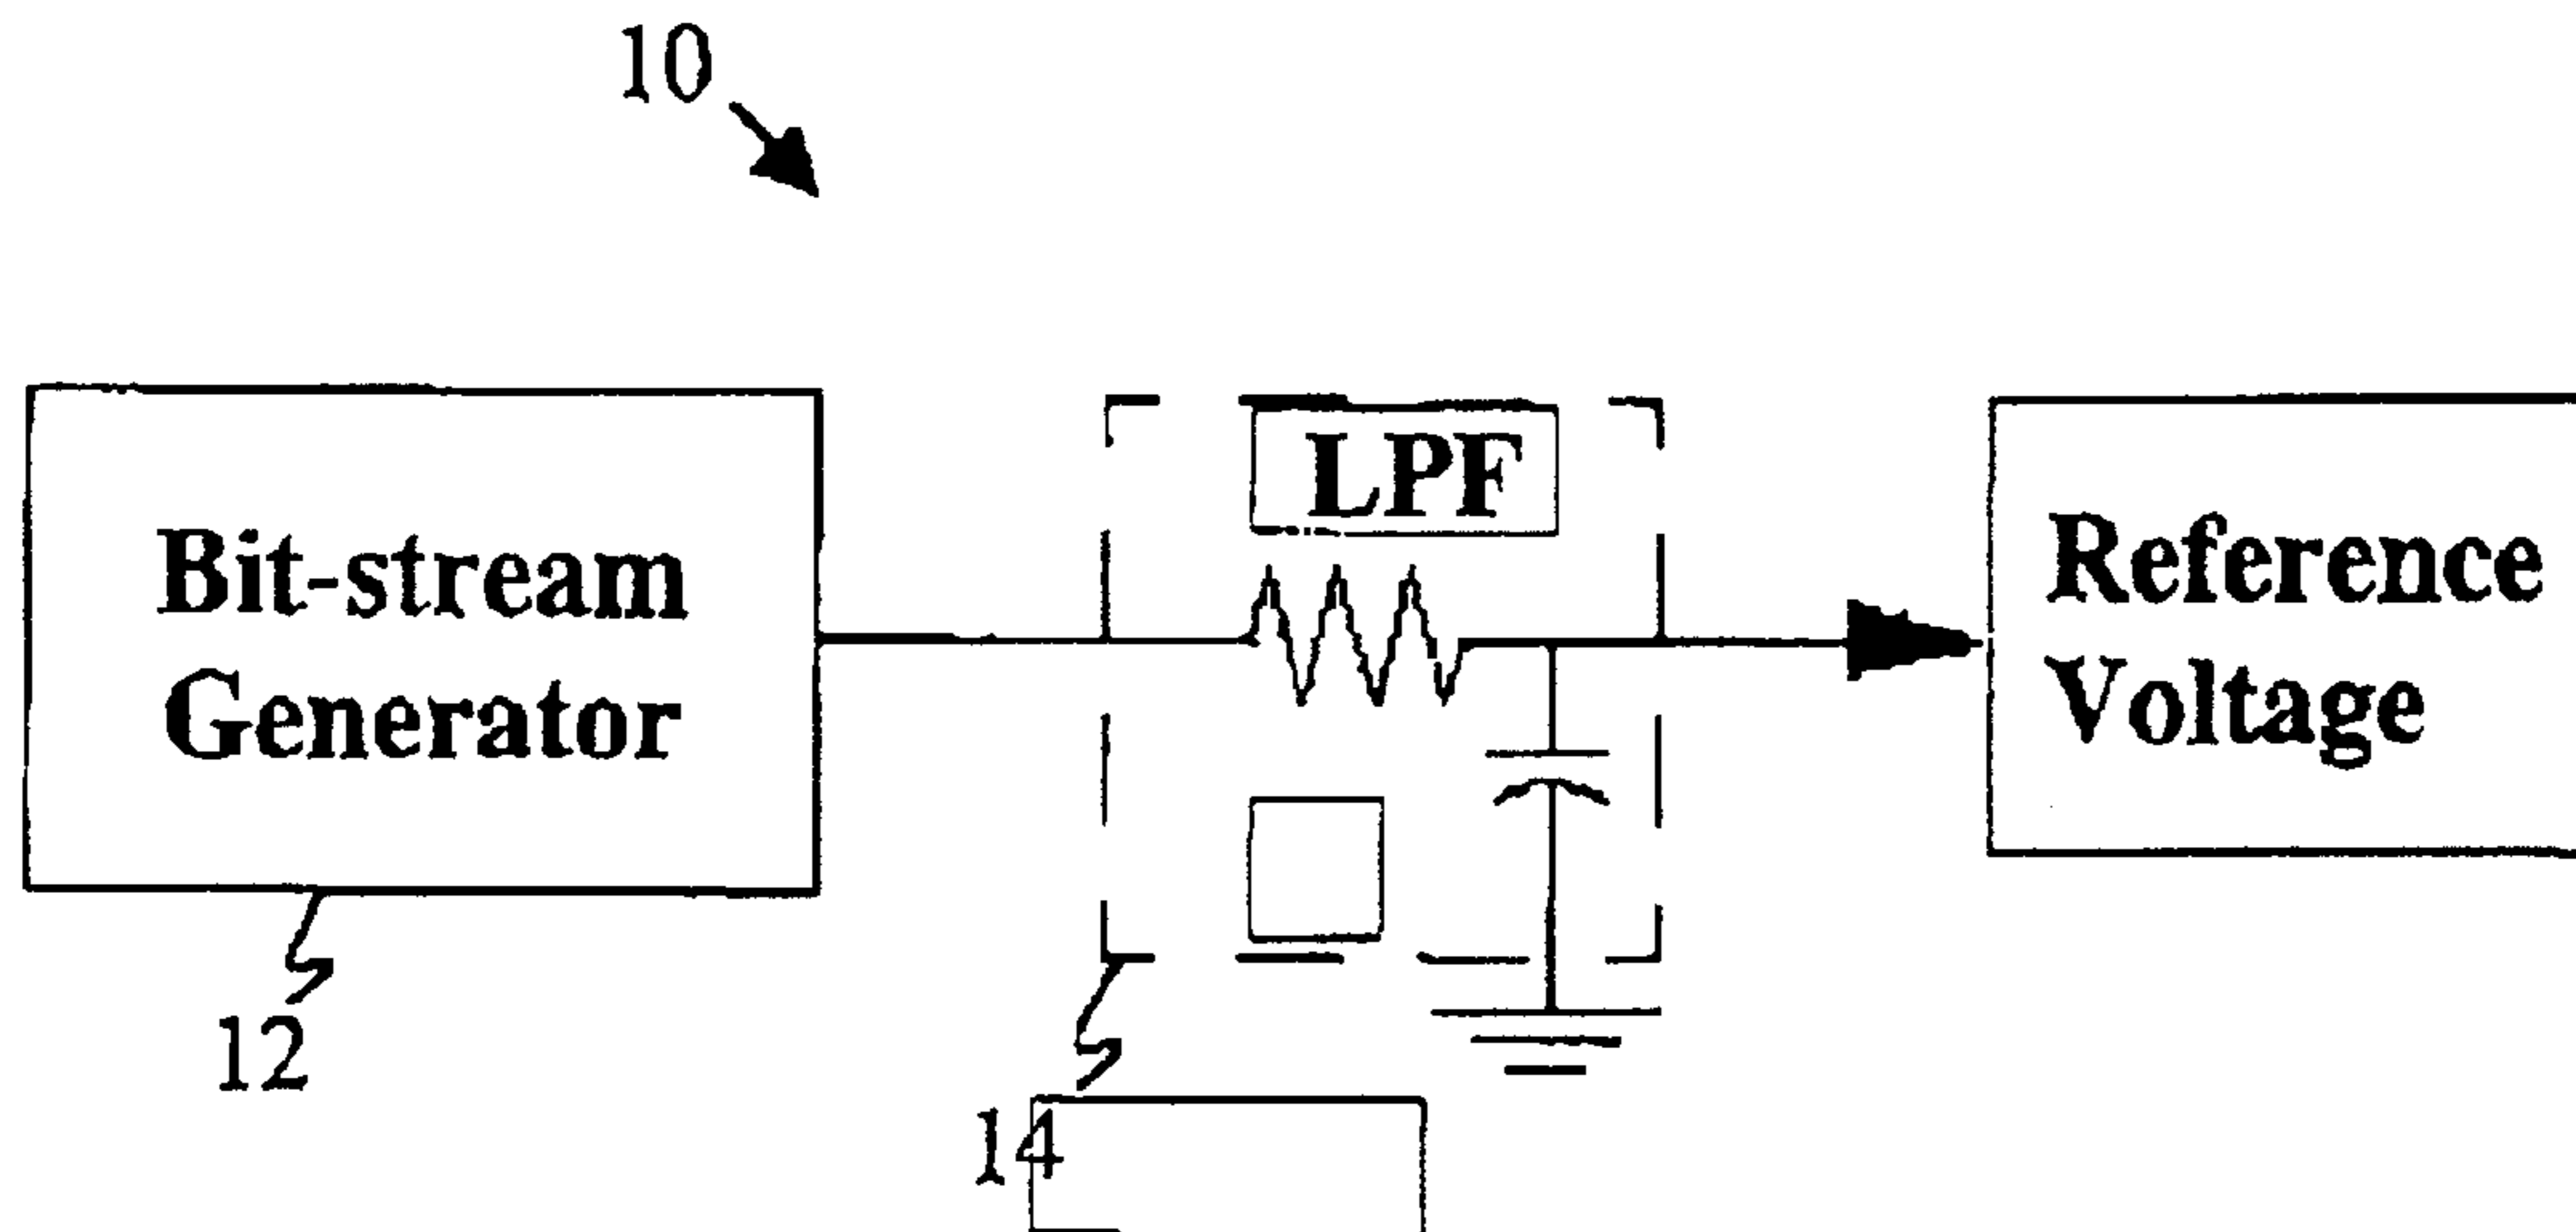 10
Bit-stream
Generator
LPF
Reference
Voltage
12
14